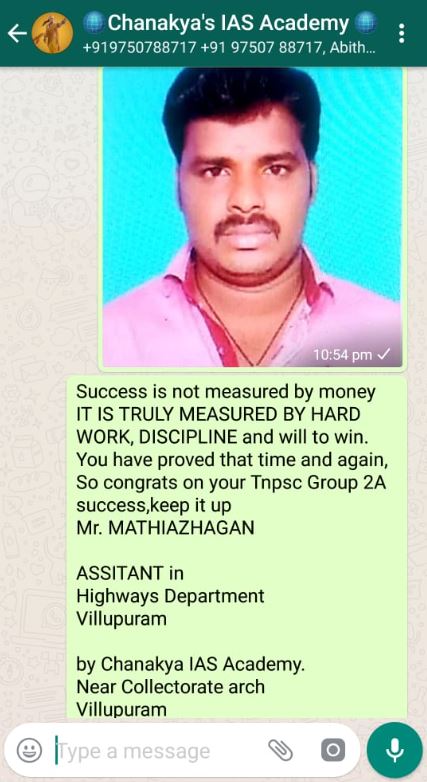 Chanakya's IAS Academy
+919750788717 +91 97507 88717, Abith...
10:54 pm
Success is not measured by money
IT IS TRULY MEASURED BY HARD
WORK, DISCIPLINE and will to win.
You have proved that time and again,
So congrats on your Tnpsc Group 2A
success,keep it up
Mr. MATHIAZHAGAN
ASSITANT in
Highways Department
Villupuram
by Chanakya IAS Academy.
Near Collectorate arch
Villupuram
Type a message